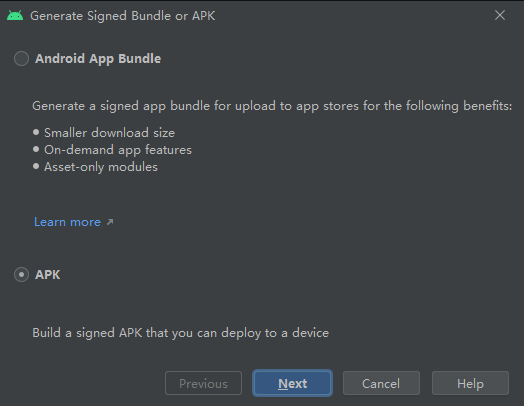 Generate Signed Bundle or APK
Android App Bundle
Generate a signed app bundle for upload to app stores for the following benefits:
• Smaller download size
• On-demand app features
• Asset-only modules
Learn more ↗
APK
Build a signed APK that you can deploy to a device
Previous Next Cancel Help